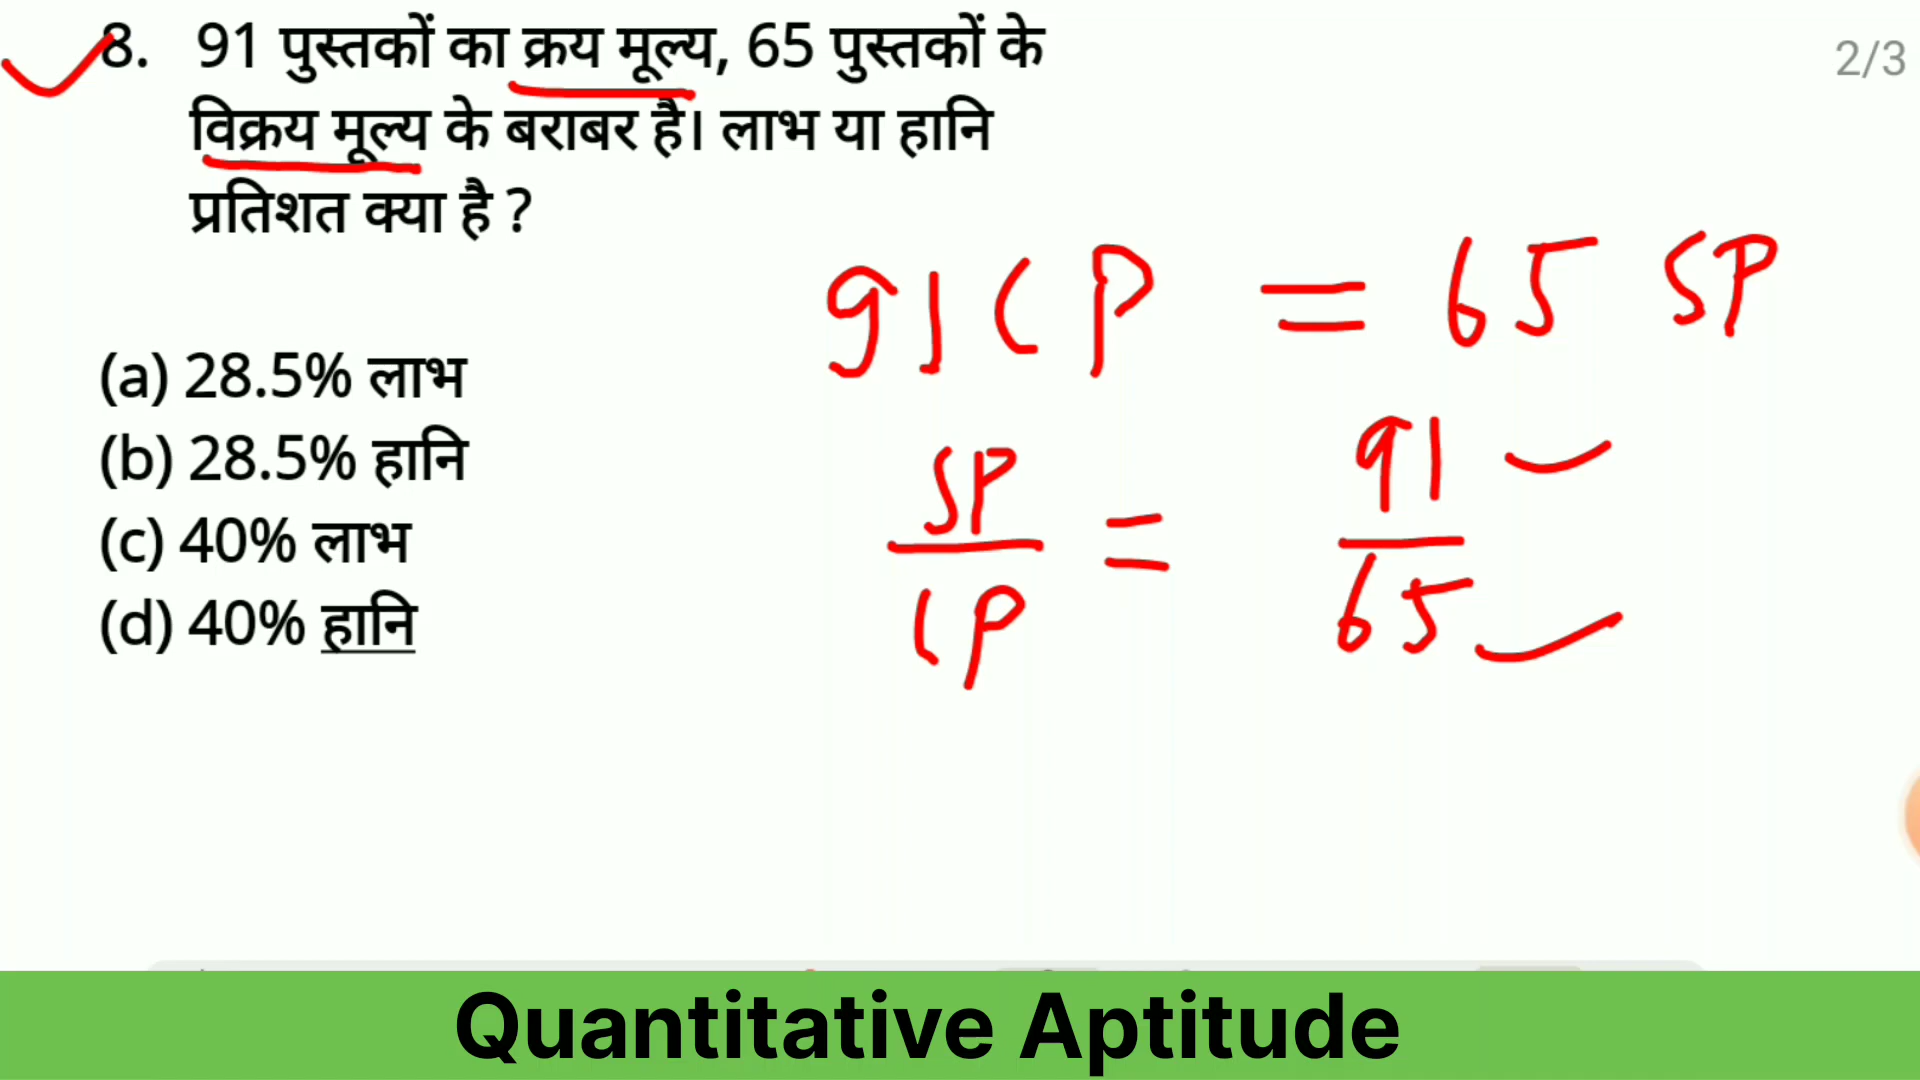 8. 91 पुस्तकों का क्रय मूल्य, 65 पुस्तकों के
विक्रय मूल्य के बराबर है। लाभ या हानि
प्रतिशत क्या है ?
2/3
91 CP = 65 SP
(a) 28.5% लाभ
(b) 28.5% हानि
(c) 40% लाभ
(d) 40% हानि
SP/CP = 91/65
Quantitative Aptitude